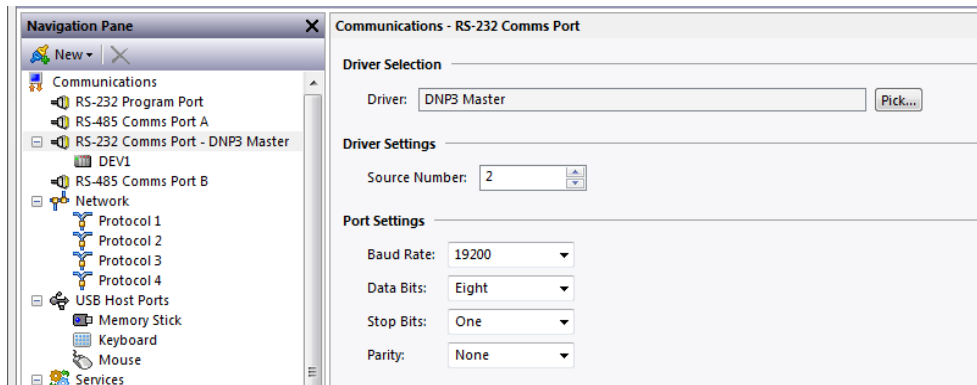 Navigation Pane
New
Communications
RS-232 Program Port
RS-485 Comms Port A
RS-232 Comms Port - DNP3 Master
DEV1
RS-485 Comms Port B
Network
Protocol 1
Protocol 2
Protocol 3
Protocol 4
USB Host Ports
Memory Stick
Keyboard
Mouse
Services
Communications - RS-232 Comms Port
Driver Selection
Driver: DNP3 Master Pick...
Driver Settings
Source Number: 2
Port Settings
Baud Rate: 19200
Data Bits: Eight
Stop Bits: One
Parity: None